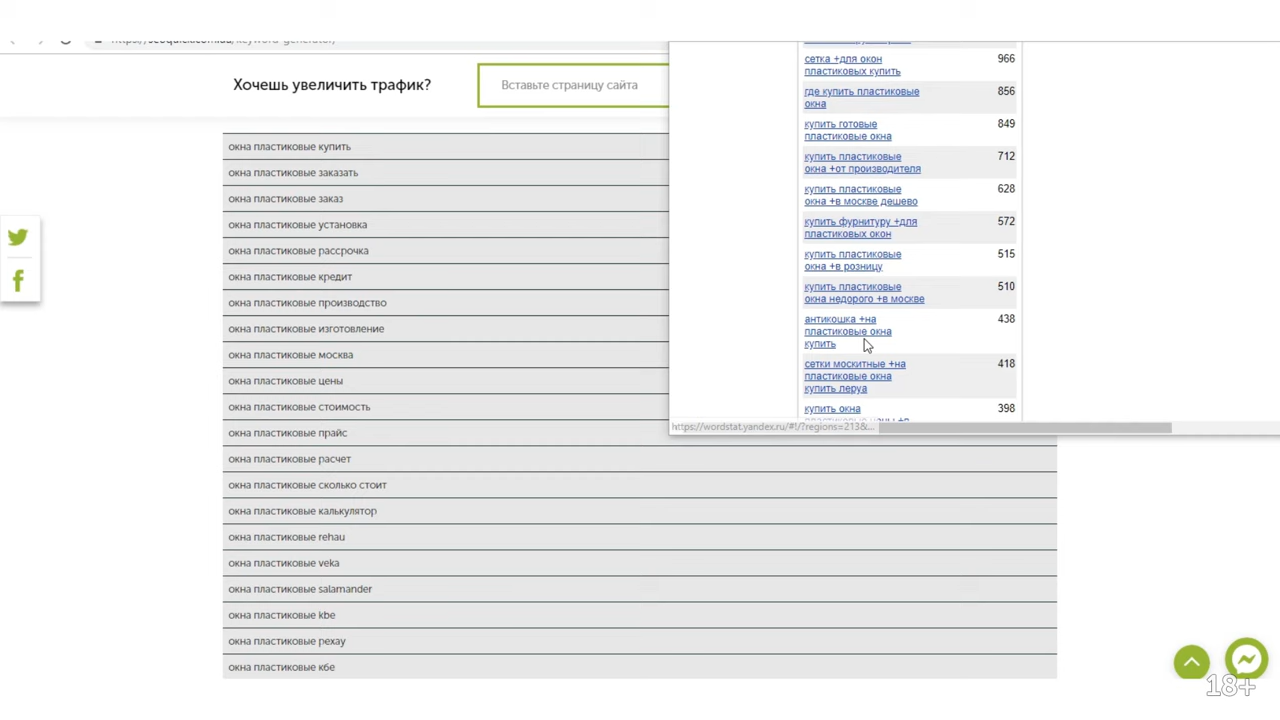 Хочешь увеличить трафик?
Вставьте страницу сайта
окна пластиковые купить
окна пластиковые заказать
окна пластиковые заказ
окна пластиковые установка
окна пластиковые рассрочка
окна пластиковые кредит
окна пластиковые производство
окна пластиковые изготовление
окна пластиковые москва
окна пластиковые цены
окна пластиковые стоимость
окна пластиковые прайс
окна пластиковые расчет
окна пластиковые сколько стоит
окна пластиковые калькулятор
окна пластиковые rehau
окна пластиковые veka
окна пластиковые salamander
окна пластиковые kbe
окна пластиковые рехау
окна пластиковые кбе
сетка +для окон 966
пластиковых купить
где купить пластиковые 856
окна
купить готовые 849
пластиковые окна
купить пластиковые 712
окна +от производителя
купить пластиковые 628
окна +в москве дешево
купить фурнитуру +для 572
пластиковых окон
купить пластиковые 515
окна +в розницу
купить пластиковые 510
окна недорого +в москве
антикошка +на 438
пластиковые окна
купить
сетки москитные +на 418
пластиковые окна
купить леруа
купить окна 398
https://wordstat.yandex.ru/#!/?regions=213&...
18+